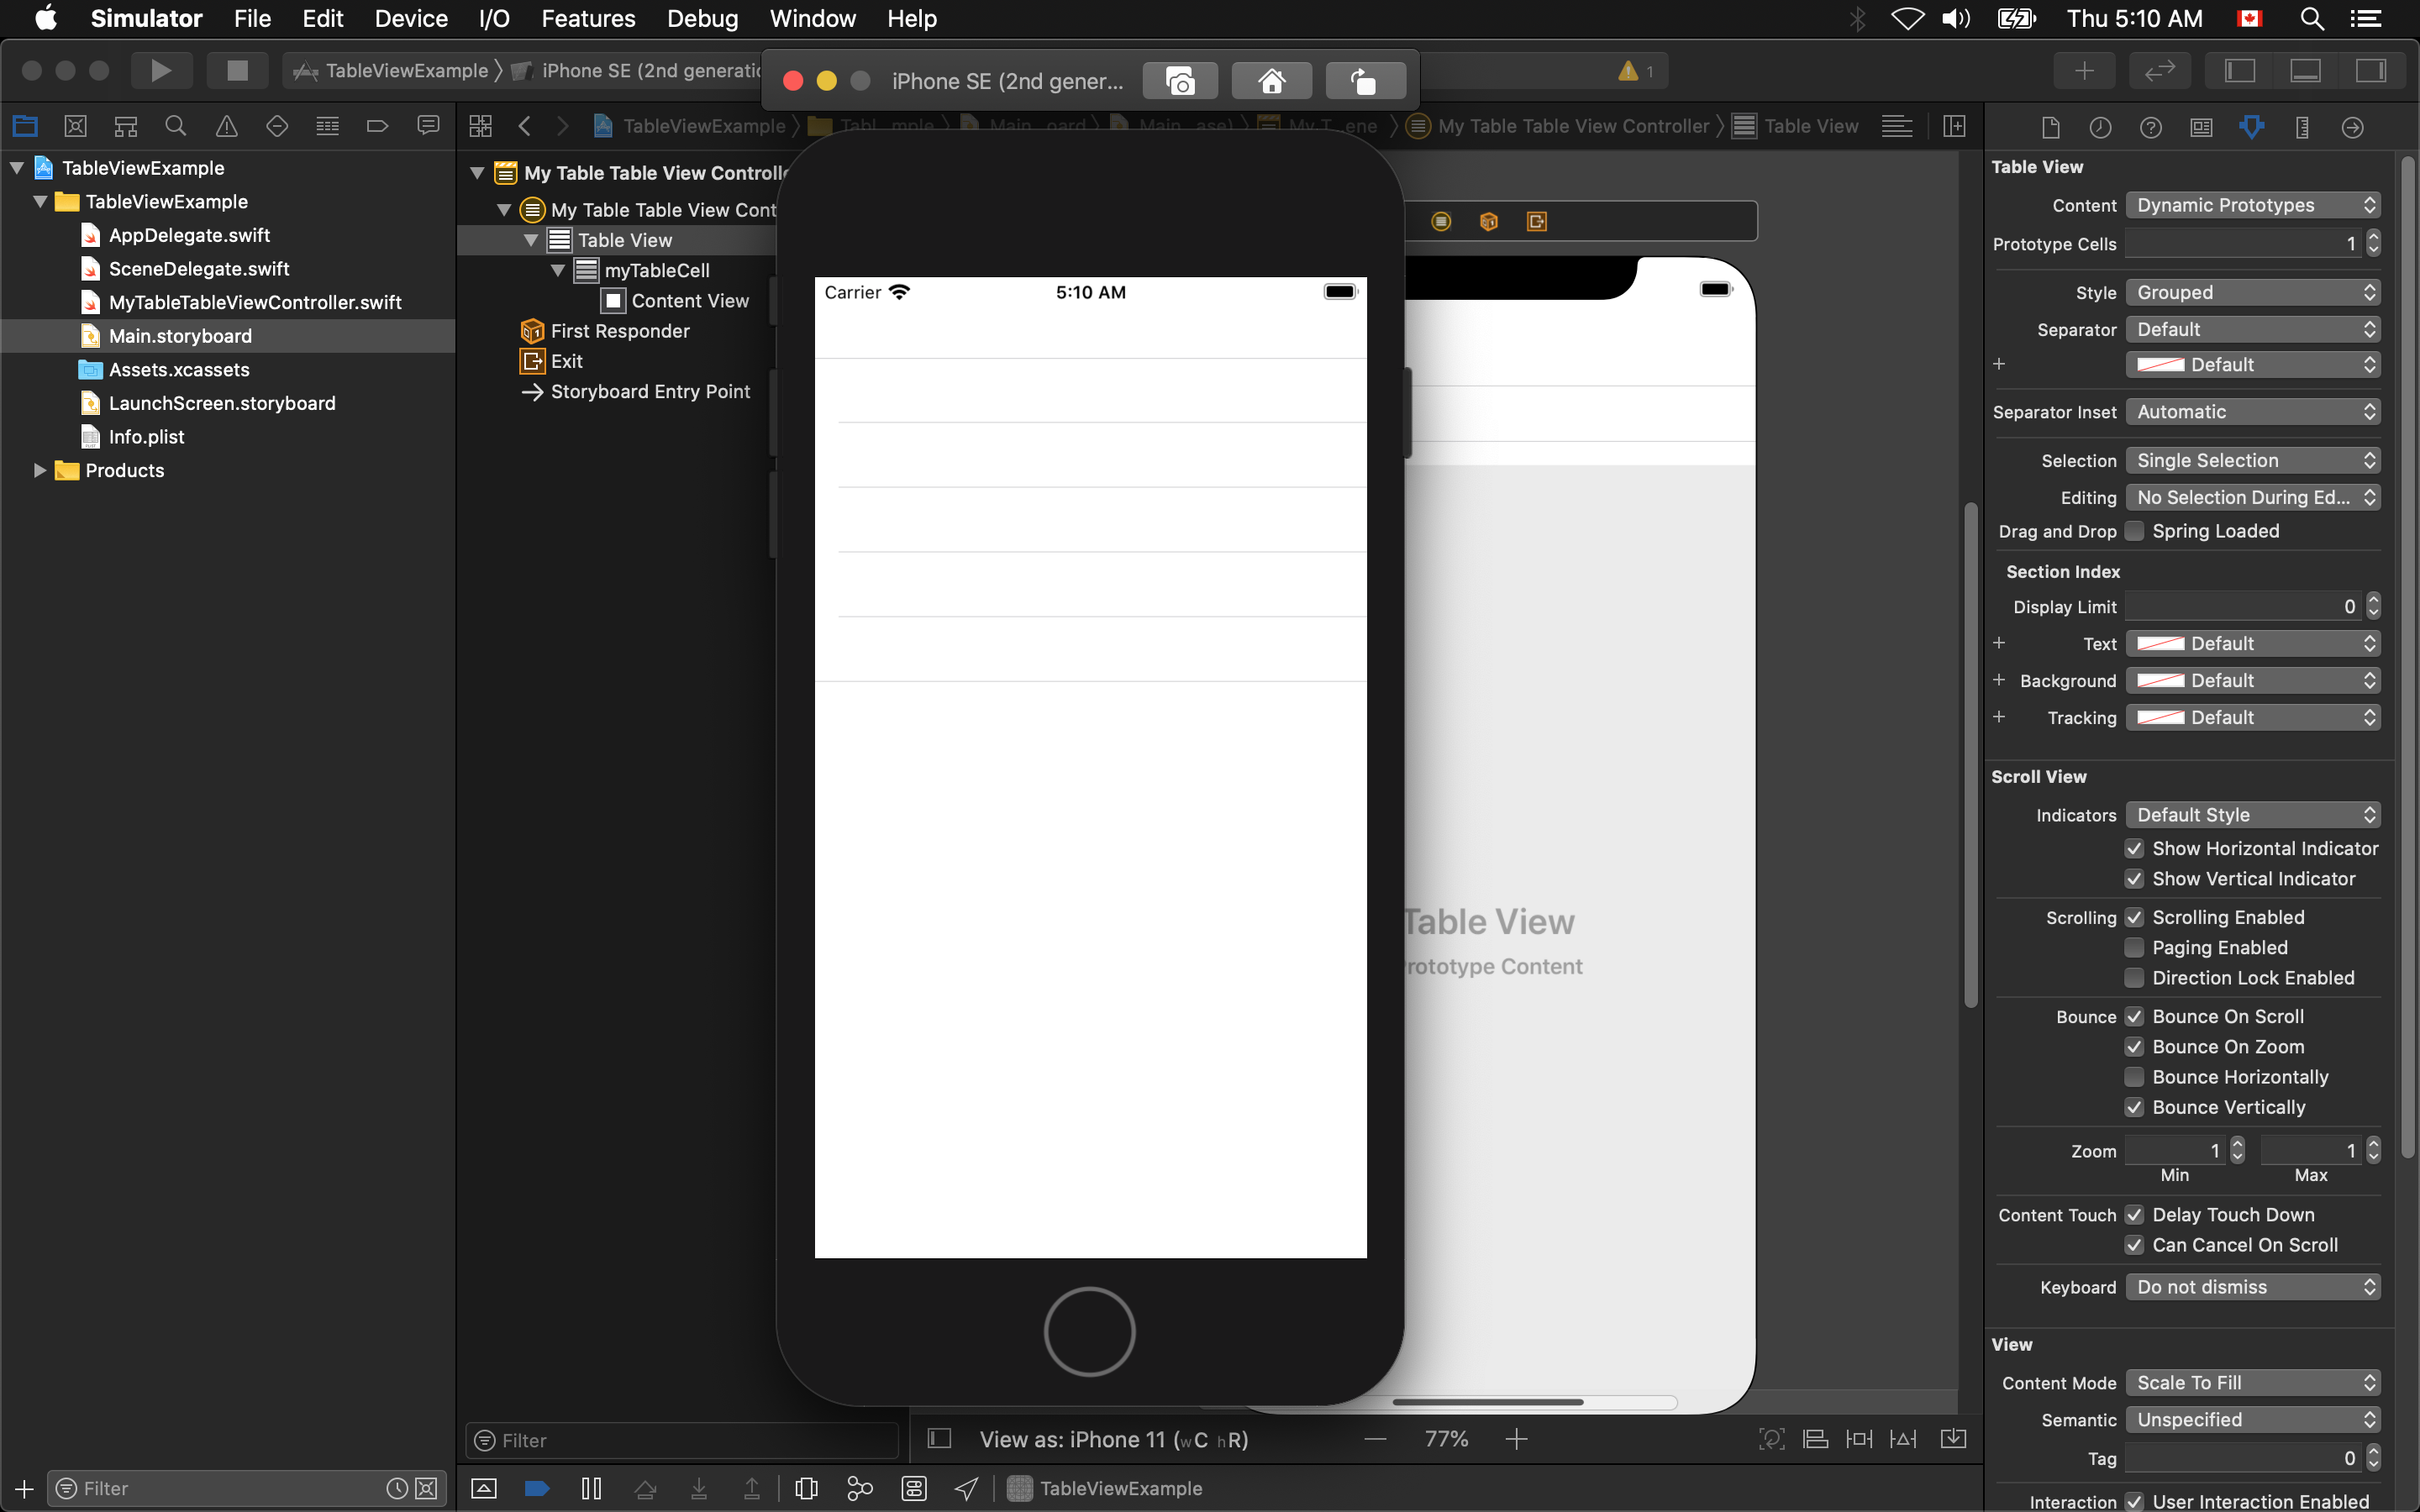 Simulator File Edit Device I/O Features Debug Window Help Thu 5:10 AM
TableViewExample iPhone SE (2nd generatio
iPhone SE (2nd gener...
1
TableViewExample Main My Table Table View Controller Table View
TableViewExample
TableViewExample
AppDelegate.swift
SceneDelegate.swift
MyTableTableViewController.swift
Main.storyboard
Assets.xcassets
LaunchScreen.storyboard
Info.plist
Products
Filter
My Table Table View Controlle
My Table Table View Cont
Table View
myTableCell
Content View
First Responder
Exit
Storyboard Entry Point
Filter
Carrier 5:10 AM
Table View
rototype Content
View as: iPhone 11 (wC hR) 77%
TableViewExample
Table View
Content Dynamic Prototypes
Prototype Cells 1
Style Grouped
Separator Default
Default
Separator Inset Automatic
Selection Single Selection
Editing No Selection During Ed...
Drag and Drop Spring Loaded
Section Index
Display Limit 0
Text Default
Background Default
Tracking Default
Scroll View
Indicators Default Style
Show Horizontal Indicator
Show Vertical Indicator
Scrolling Scrolling Enabled
Paging Enabled
Direction Lock Enabled
Bounce Bounce On Scroll
Bounce On Zoom
Bounce Horizontally
Bounce Vertically
Zoom 1 1
Min Max
Content Touch Delay Touch Down
Can Cancel On Scroll
Keyboard Do not dismiss
View
Content Mode Scale To Fill
Semantic Unspecified
Tag 0
Interaction User Interaction Enabled